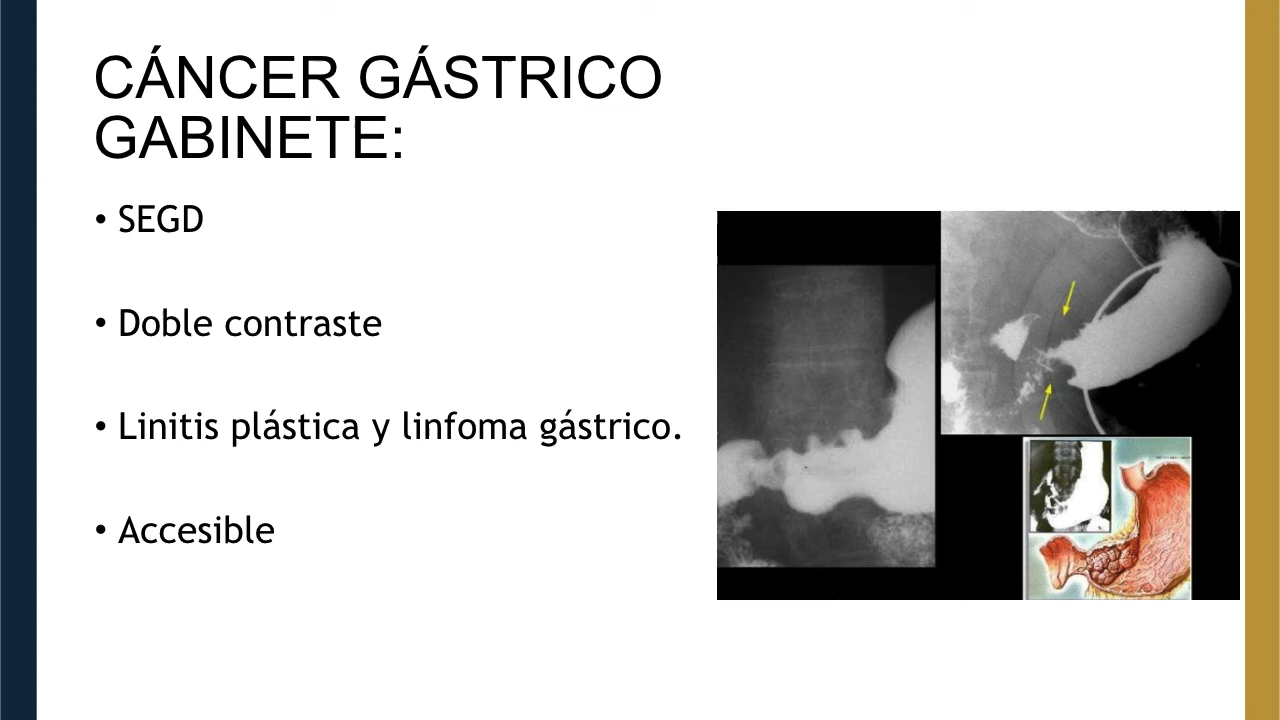 CÁNCER GÁSTRICO
GABINETE:
• SEGD
• Doble contraste
• Linitis plástica y linfoma gástrico.
• Accesible